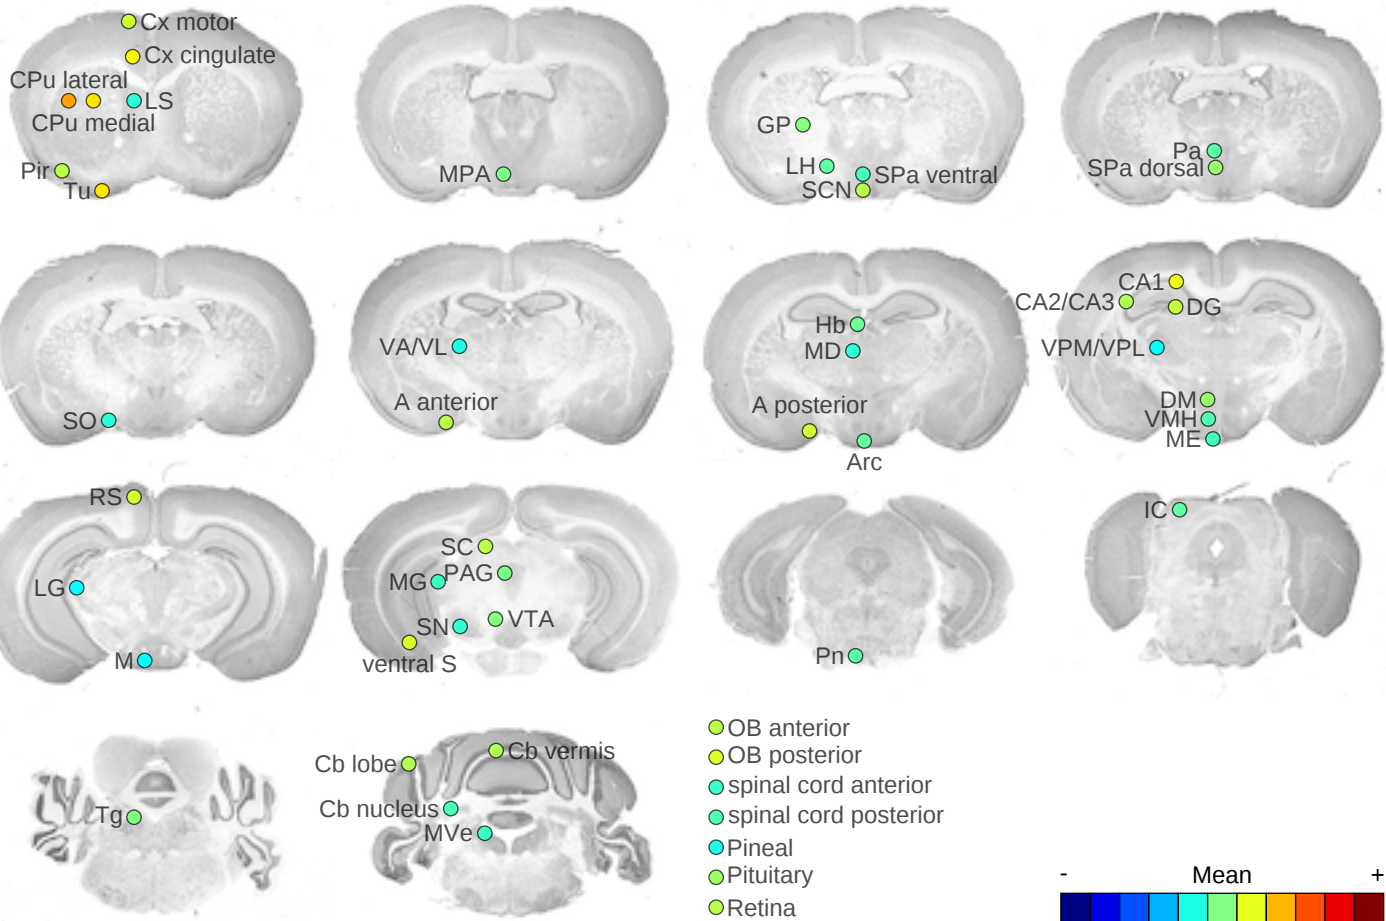 Cx motor
Cx cingulate
CPu lateral
LS
CPu medial
Pir
Tu
MPA
GP
LH
SPa ventral
SCN
Pa
SPa dorsal
SO
VA/VL
A anterior
Hb
MD
A posterior
Arc
CA1
CA2/CA3
DG
VPM/VPL
DM
VMH
ME
RS
LG
M
SC
MG
PAG
SN
VTA
ventral S
Pn
IC
Tg
Cb lobe
Cb vermis
Cb nucleus
MVe
OB anterior
OB posterior
spinal cord anterior
spinal cord posterior
Pineal
Pituitary
Retina
- Mean +